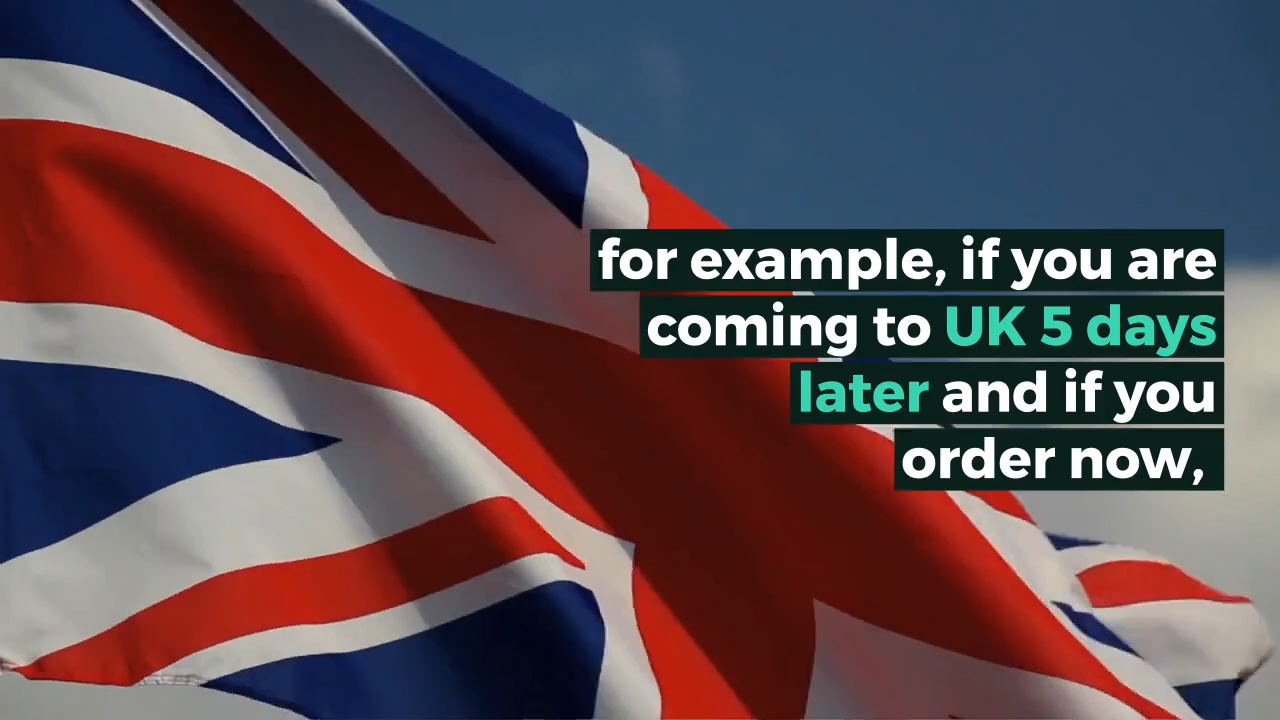 for example, if you are
coming to UK 5 days
later and if you
order now,